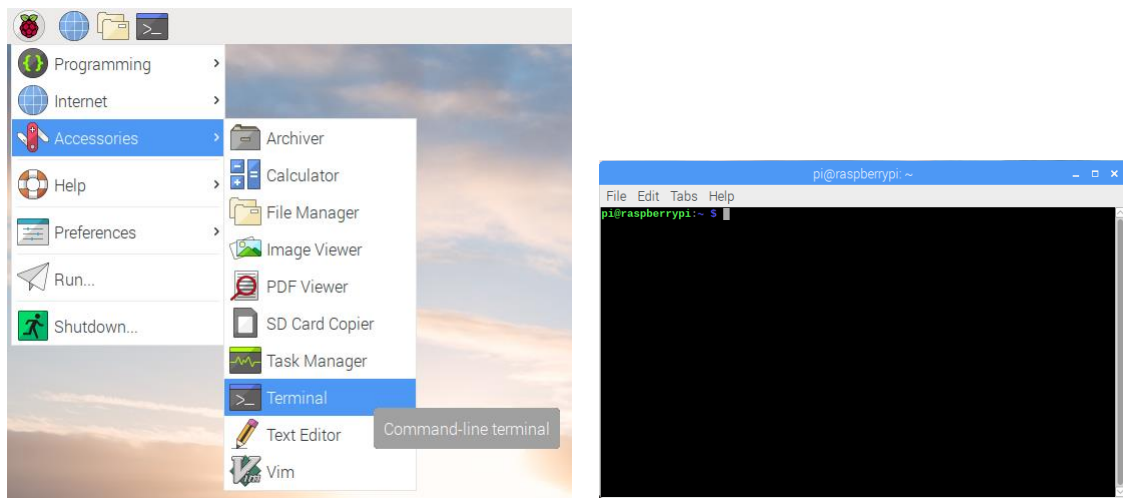 Programming
Internet
Accessories
Help
Preferences
Run...
Shutdown...
Archiver
Calculator
File Manager
Image Viewer
PDF Viewer
SD Card Copier
Task Manager
Terminal
Command-line terminal
Text Editor
Vim
pi@raspberrypi: ~
File Edit Tabs Help
pi@raspberrypi:~ $